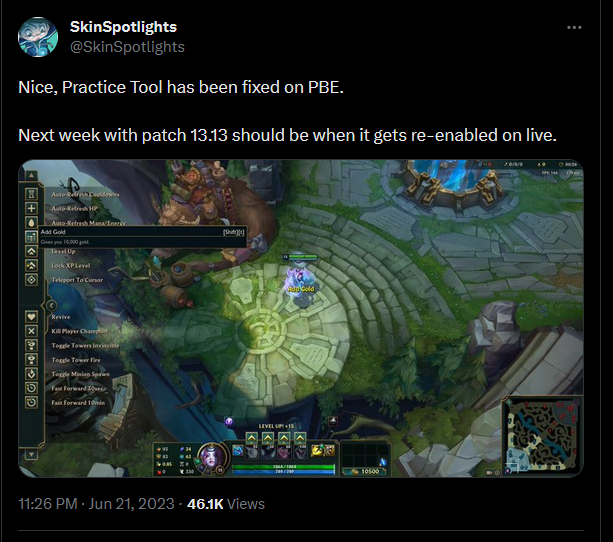 SkinSpotlights
@SkinSpotlights
Nice, Practice Tool has been fixed on PBE.
Next week with patch 13.13 should be when it gets re-enabled on live.
Auto-Refresh Cooldowns
Auto-Refresh HP
Auto-Refresh Mana/Energy
Add Gold [Shift][t]
Gives you 10,000 gold.
Level Up
Lock XP Level
Teleport To Cursor
Add Gold
Revive
Kill Player Champion
Toggle Towers Invincible
Toggle Tower Fire
Toggle Minion Spawn
Fast Forward 30sec
Fast Forward 10min
LEVEL UP! +15
10500
11:26 PM · Jun 21, 2023 · 46.1K Views